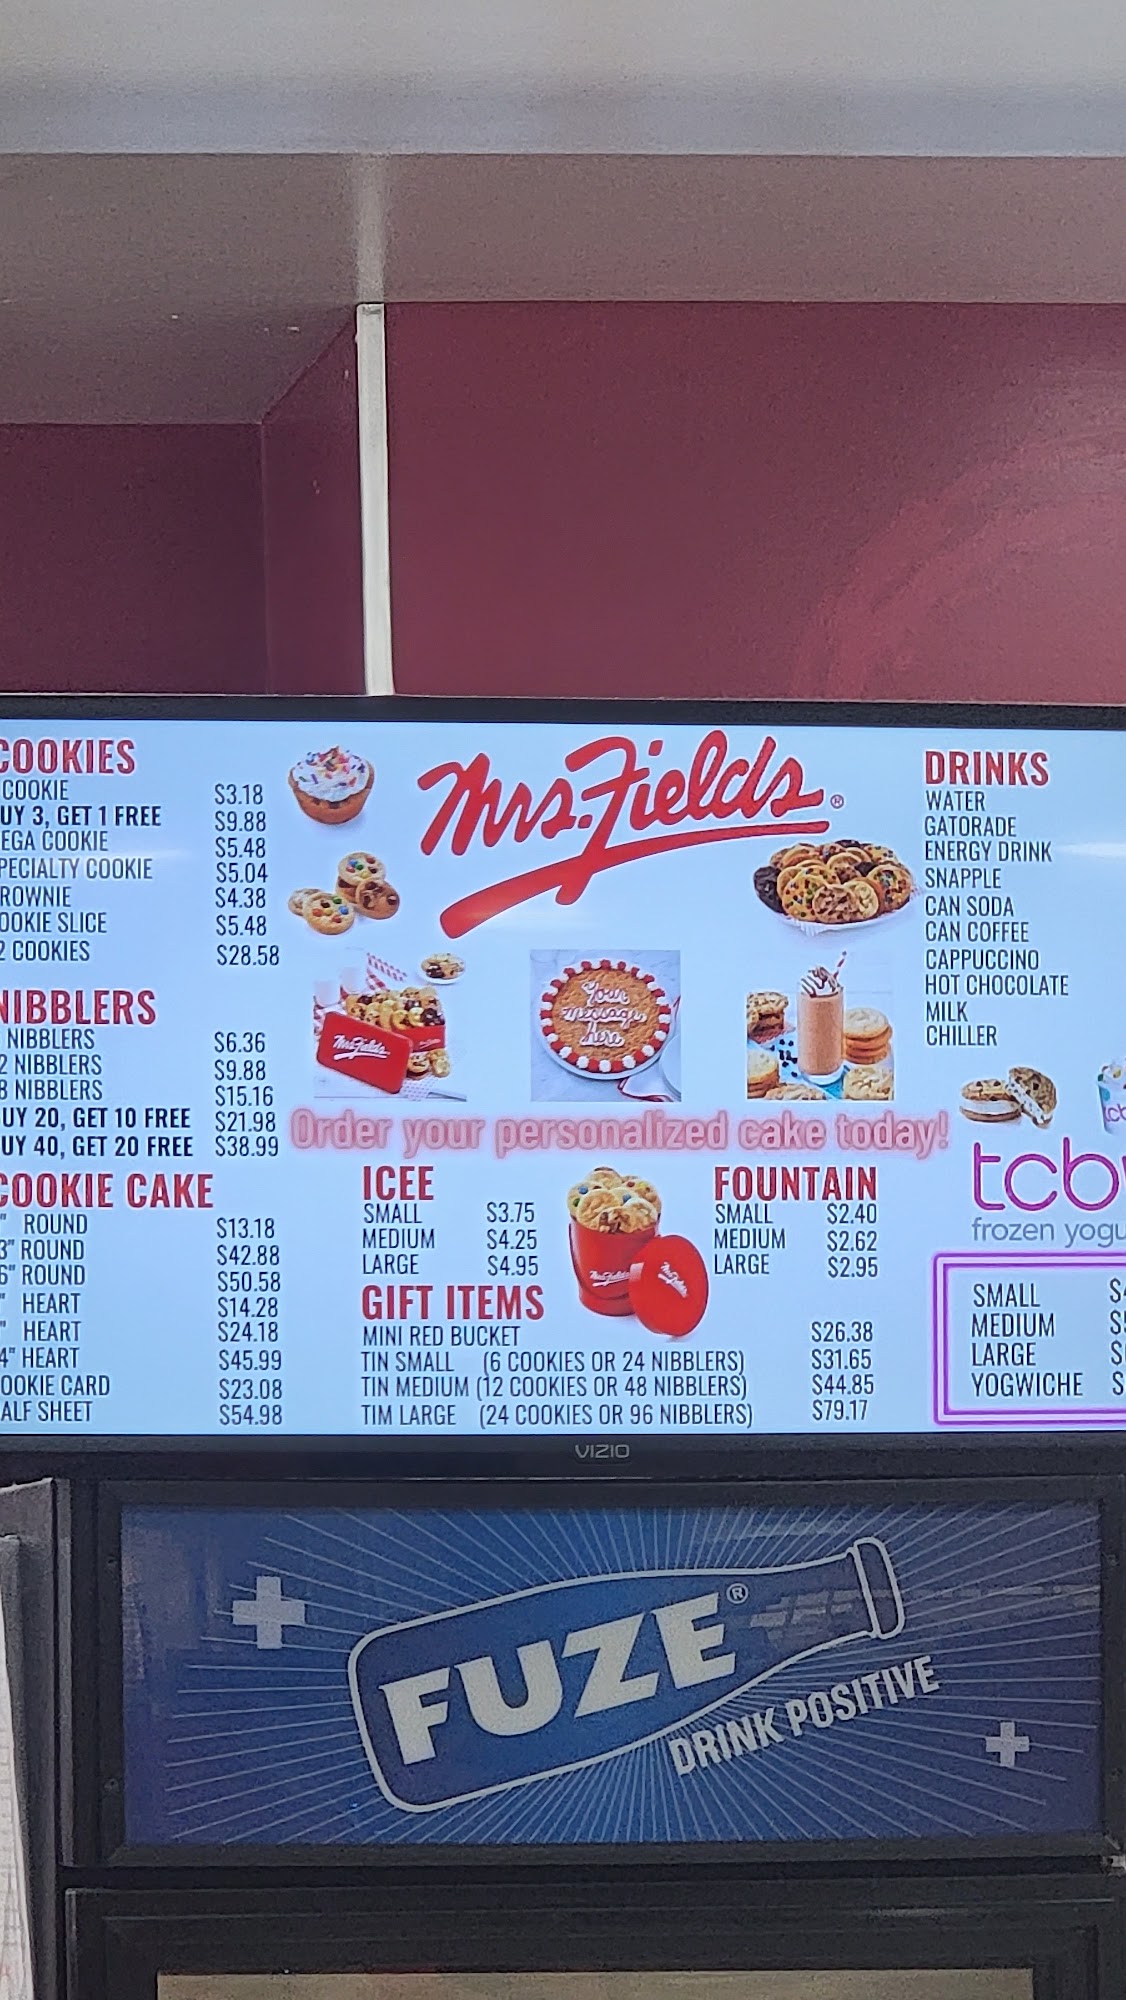 COOKIES
COOKIE $3.18
UY 3, GET 1 FREE $9.88
EGA COOKIE $5.48
PECIALTY COOKIE $5.04
ROWNIE $4.38
OOKIE SLICE $5.48
2 COOKIES $28.58
NIBBLERS
NIBBLERS $6.36
2 NIBBLERS $9.88
8 NIBBLERS $15.16
UY 20, GET 10 FREE $21.98
UY 40, GET 20 FREE $38.99
COOKIE CAKE
" ROUND $13.18
3" ROUND $42.88
6" ROUND $50.58
" HEART $14.28
" HEART $24.18
4" HEART $45.99
OOKIE CARD $23.08
ALF SHEET $54.98
Mrs. Fields®
Mrs. Fields
Your
message
here
Order your personalized cake today!
ICEE
SMALL $3.75
MEDIUM $4.25
LARGE $4.95
Mrs. Fields
Mrs. Fields
FOUNTAIN
SMALL $2.40
MEDIUM $2.62
LARGE $2.95
GIFT ITEMS
MINI RED BUCKET $26.38
TIN SMALL (6 COOKIES OR 24 NIBBLERS) $31.65
TIN MEDIUM (12 COOKIES OR 48 NIBBLERS) $44.85
TIM LARGE (24 COOKIES OR 96 NIBBLERS) $79.17
DRINKS
WATER
GATORADE
ENERGY DRINK
SNAPPLE
CAN SODA
CAN COFFEE
CAPPUCCINO
HOT CHOCOLATE
MILK
CHILLER
tcb
frozen yogu
SMALL $
MEDIUM $
LARGE $
YOGWICHE $
VIZIO
FUZE®
DRINK POSITIVE